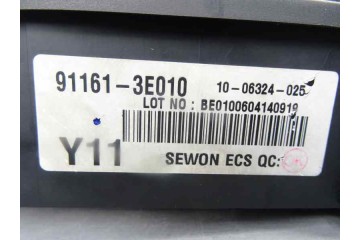 91161-3E010 10-06324-025
LOT NO : BE0100604140919
Y11 SEWON ECS QC: